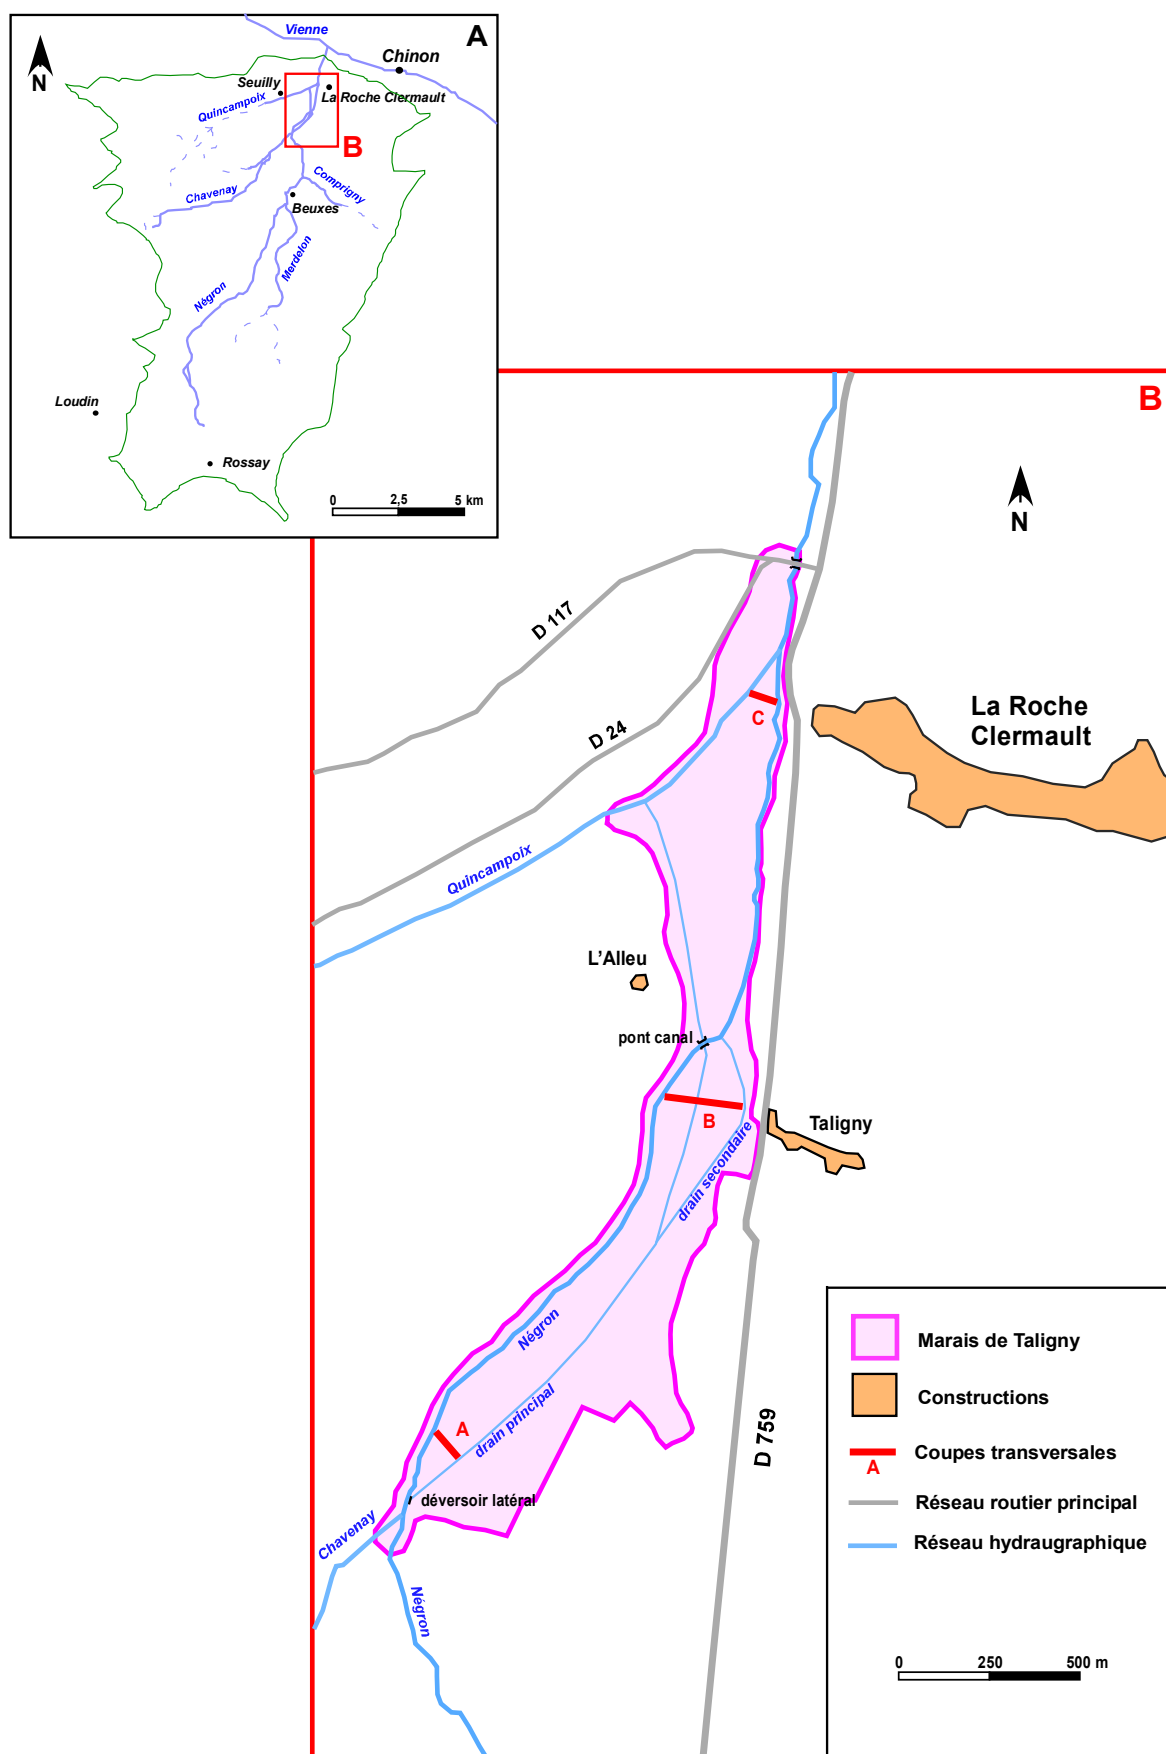 A
N
Vienne
Chinon
Seuilly
La Roche Clermault
Quincampoix
B
Chavenay
Comprigny
Beuxes
Merdelon
Négron
Loudin
Rossay
0 2,5 5 km
B
N
D 117
D 24
C
La Roche
Clermault
Quincampoix
L'Alleu
pont canal
B
Taligny
drain secondaire
Négron
drain principal
A
déversoir latéral
Chavenay
Négron
D 759
Marais de Taligny
Constructions
Coupes transversales
A
Réseau routier principal
Réseau hydraugraphique
0 250 500 m